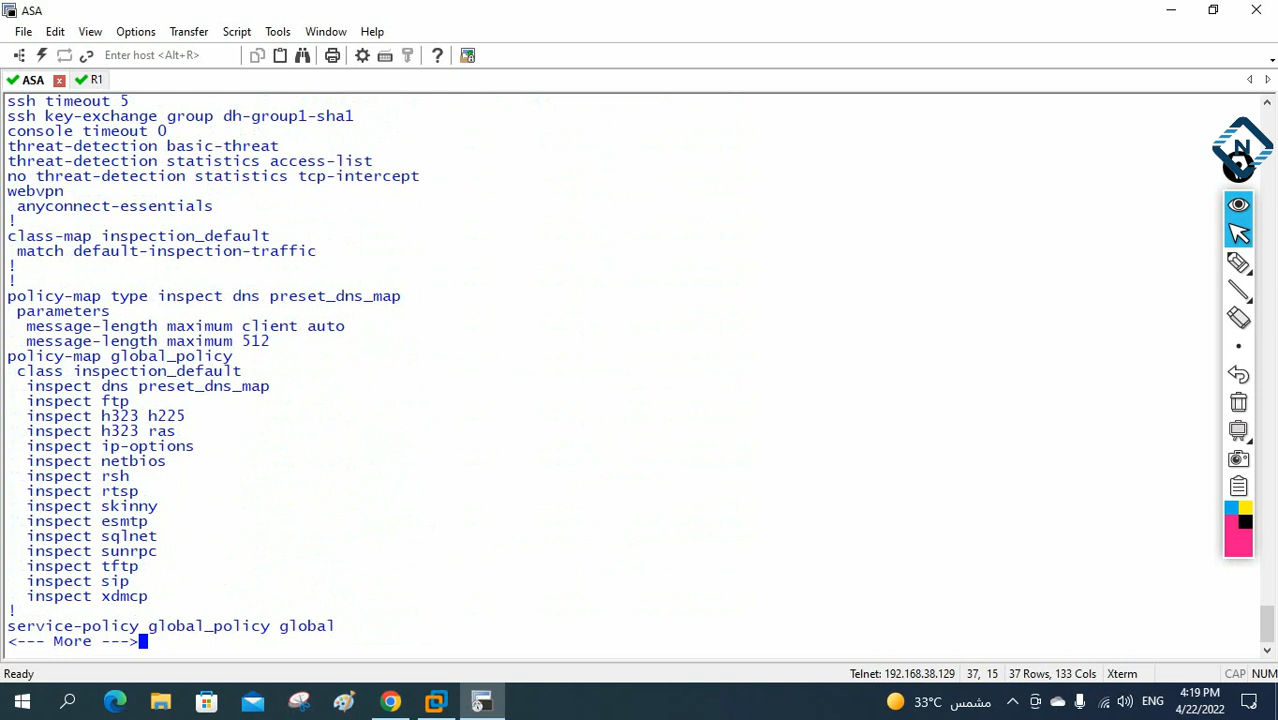 ASA
File Edit View Options Transfer Script Tools Window Help
Enter host <Alt+R>
ASA R1
ssh timeout 5
ssh key-exchange group dh-group1-sha1
console timeout 0
threat-detection basic-threat
threat-detection statistics access-list
no threat-detection statistics tcp-intercept
webvpn
 anyconnect-essentials
!
class-map inspection_default
 match default-inspection-traffic
!
!
policy-map type inspect dns preset_dns_map
 parameters
  message-length maximum client auto
  message-length maximum 512
policy-map global_policy
 class inspection_default
  inspect dns preset_dns_map
  inspect ftp
  inspect h323 h225
  inspect h323 ras
  inspect ip-options
  inspect netbios
  inspect rsh
  inspect rtsp
  inspect skinny
  inspect esmtp
  inspect sqlnet
  inspect sunrpc
  inspect tftp
  inspect sip
  inspect xdmcp
!
service-policy global_policy global
<--- More --->
Ready Telnet: 192.168.38.129 37, 15 37 Rows, 133 Cols Xterm CAP NUM
33°C مشمس ENG 4:19 PM
4/22/2022
N